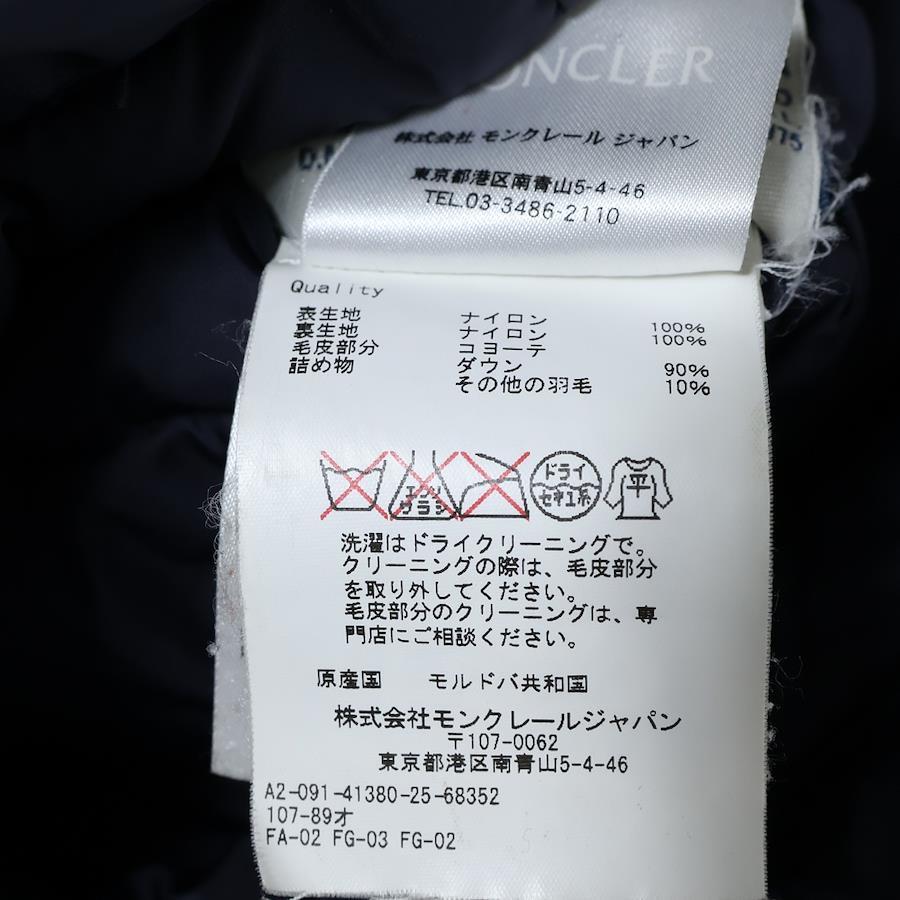 ONCLER
株式会社 モンクレール ジャパン
東京都港区南青山5-4-46
TEL.03-3486-2110
Quality
表生地 ナイロン 100%
裏生地 ナイロン 100%
毛皮部分 コヨーテ
詰め物 ダウン 90%
その他の羽毛 10%
エンソ
ドライ
セキユ系
平
洗濯はドライクリーニングで。
クリーニングの際は、毛皮部分
を取り外してください。
毛皮部分のクリーニングは、専
門店にご相談ください。
原産国 モルドバ共和国
株式会社モンクレールジャパン
〒107-0062
東京都港区南青山5-4-46
A2-091-41380-25-68352
107-89才
FA-02 FG-03 FG-02